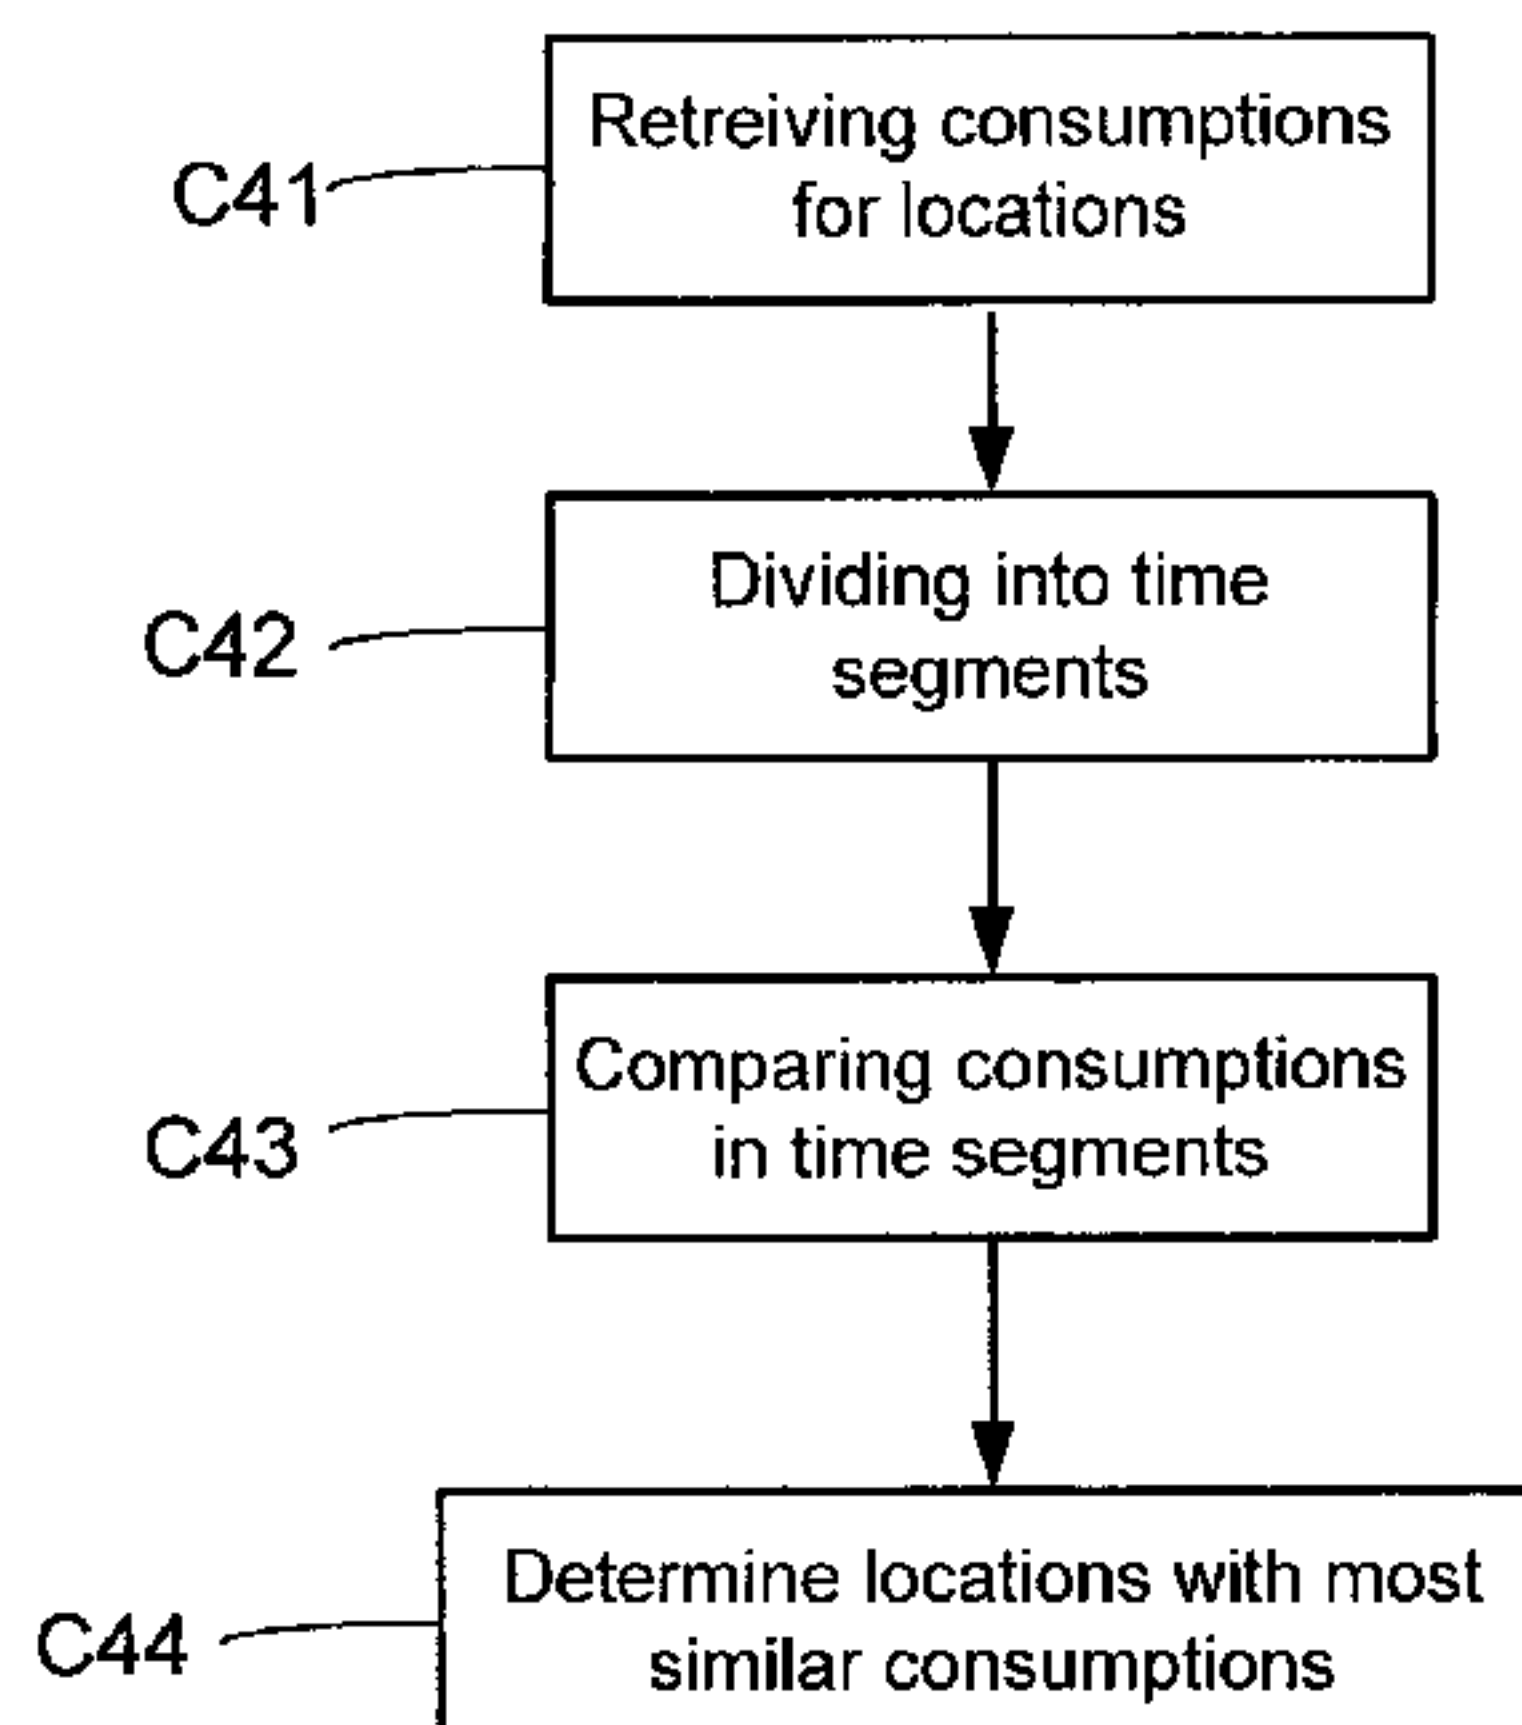 Retreiving consumptions
for locations
C41
Dividing into time
segments
C42
Comparing consumptions
in time segments
C43
Determine locations with most
similar consumptions
C44